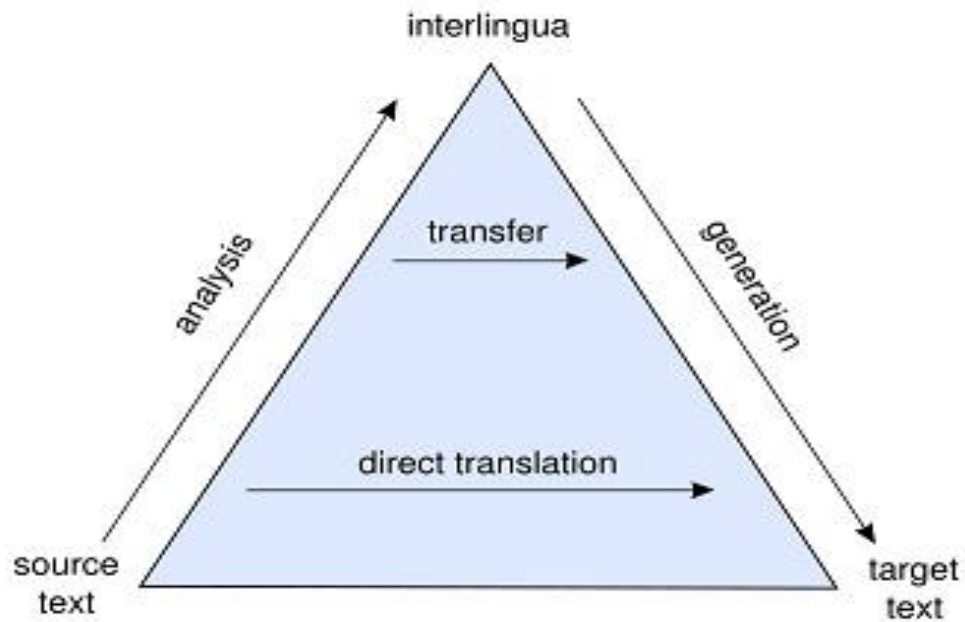 interlingua
transfer
analysis
generation
direct translation
source
text
target
text